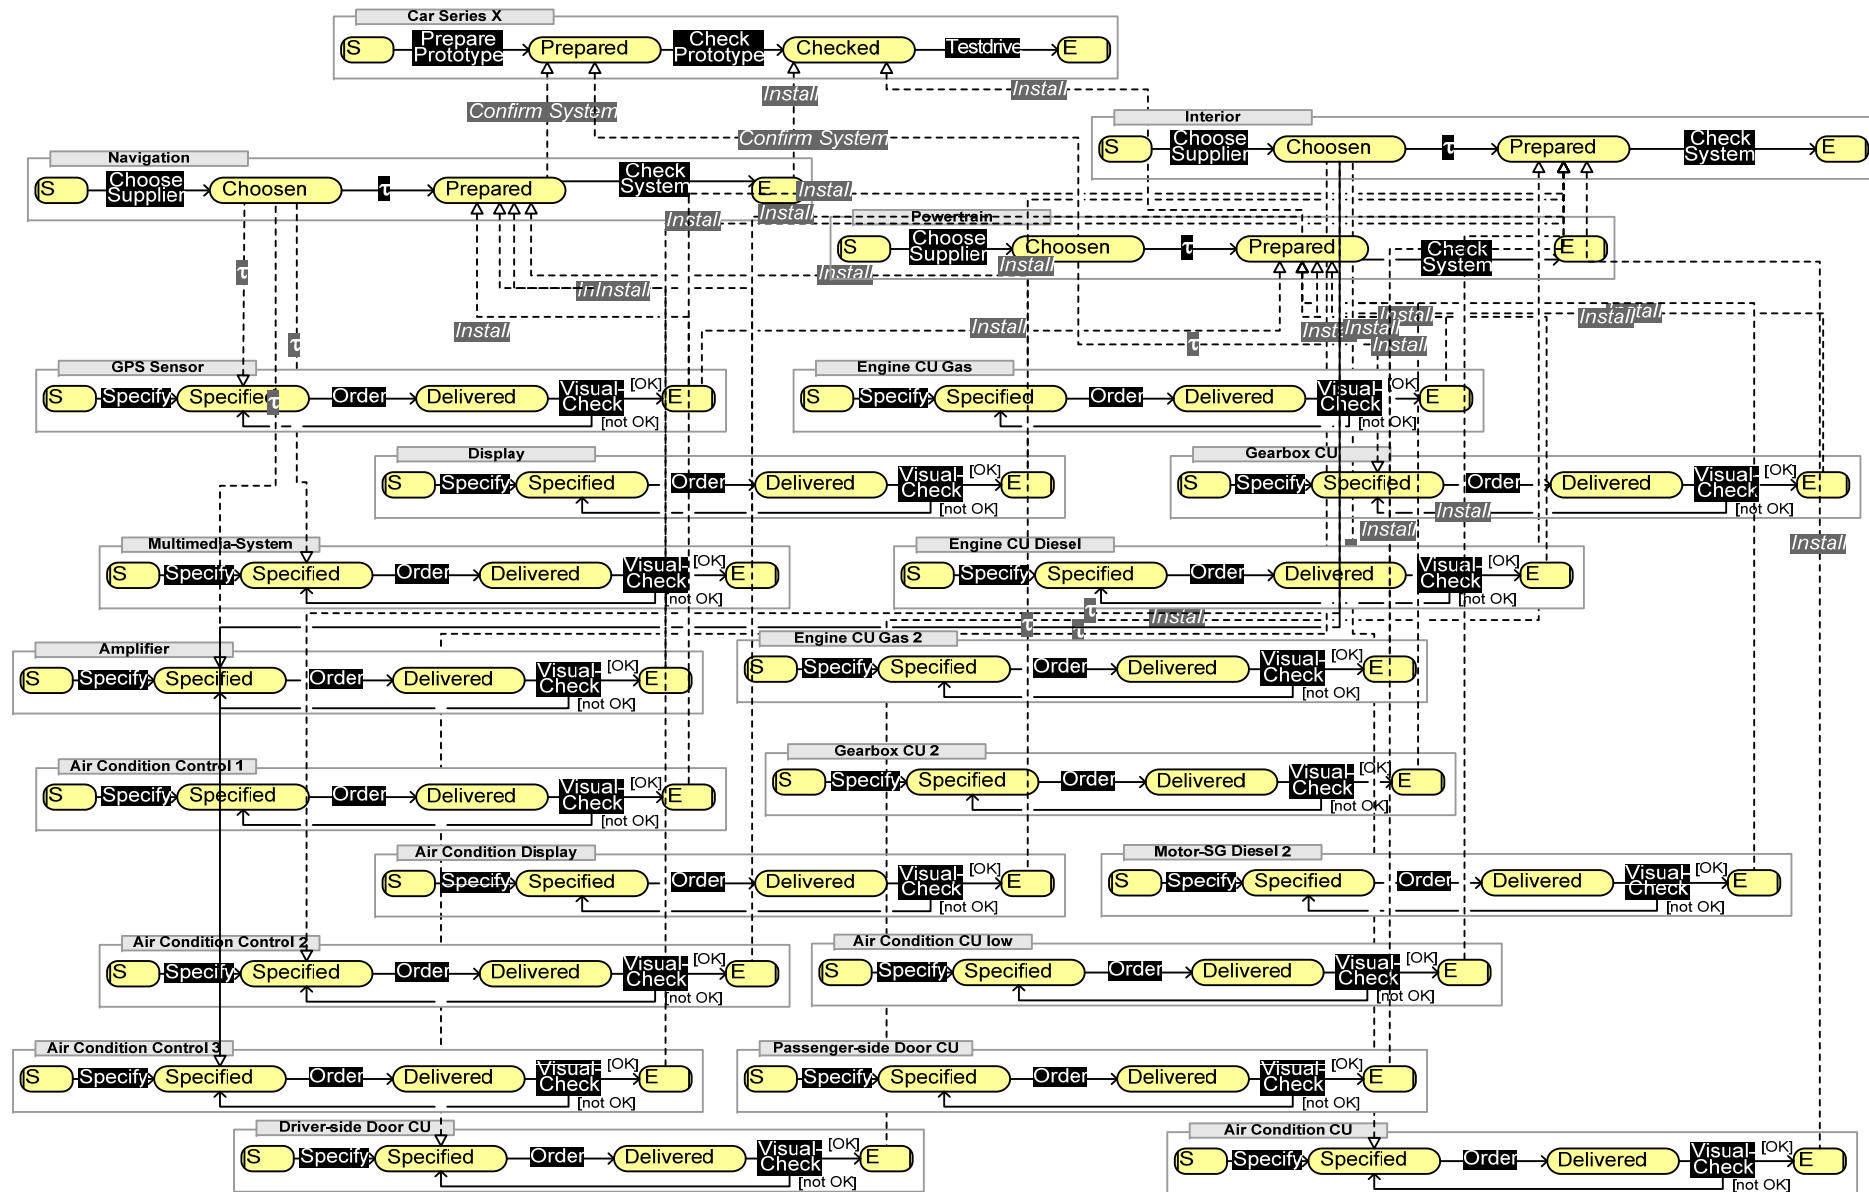 Car Series X
S
Prepare
Prototype
Prepared
Check
Prototype
Checked
Testdrive
E
Install
Install
Confirm System
Confirm System
Interior
S
Choose
Supplier
Choosen
τ
Prepared
Check
System
E
Navigation
S
Choose
Supplier
Choosen
τ
Prepared
Check
System
E
Install
Install
Install
Powertrain
S
Choose
Supplier
Choosen
τ
Prepared
Check
System
E
Install
Install
τ
Install
Install
Install
Install
Install
Install
Install
τ
τ
Install
GPS Sensor
S
Specify
Specified
τ
Order
Delivered
Visual-
Check
[OK]
[not OK]
E
Engine CU Gas
S
Specify
Specified
Order
Delivered
Visual-
Check
[OK]
[not OK]
E
Display
S
Specify
Specified
Order
Delivered
Visual-
Check
[OK]
[not OK]
E
Gearbox CU
S
Specify
Specified
Order
Delivered
Visual-
Check
[OK]
[not OK]
E
Install
Install
Install
Multimedia-System
S
Specify
Specified
Order
Delivered
Visual-
Check
[OK]
[not OK]
E
Engine CU Diesel
S
Specify
Specified
Order
Delivered
Visual-
Check
[OK]
[not OK]
E
τ
τ
τ
Install
Amplifier
S
Specify
Specified
Order
Delivered
Visual-
Check
[OK]
[not OK]
E
Engine CU Gas 2
S
Specify
Specified
Order
Delivered
Visual-
Check
[OK]
[not OK]
E
Air Condition Control 1
S
Specify
Specified
Order
Delivered
Visual-
Check
[OK]
[not OK]
E
Gearbox CU 2
S
Specify
Specified
Order
Delivered
Visual-
Check
[OK]
[not OK]
E
Air Condition Display
S
Specify
Specified
Order
Delivered
Visual-
Check
[OK]
[not OK]
E
Motor-SG Diesel 2
S
Specify
Specified
Order
Delivered
Visual-
Check
[OK]
[not OK]
E
Air Condition Control 2
S
Specify
Specified
Order
Delivered
Visual-
Check
[OK]
[not OK]
E
Air Condition CU low
S
Specify
Specified
Order
Delivered
Visual-
Check
[OK]
[not OK]
E
Air Condition Control 3
S
Specify
Specified
Order
Delivered
Visual-
Check
[OK]
[not OK]
E
Passenger-side Door CU
S
Specify
Specified
Order
Delivered
Visual-
Check
[OK]
[not OK]
E
Driver-side Door CU
S
Specify
Specified
Order
Delivered
Visual-
Check
[OK]
[not OK]
E
Air Condition CU
S
Specify
Specified
Order
Delivered
Visual-
Check
[OK]
[not OK]
E